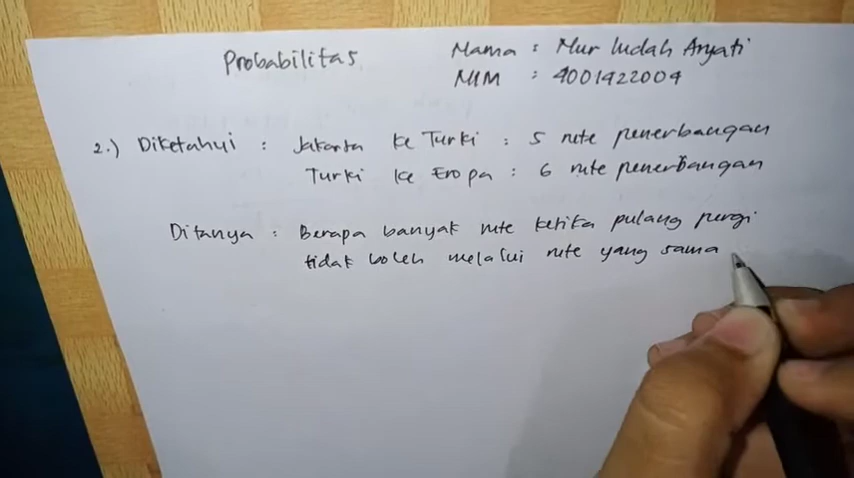 Probabilitas
Nama : Nur Indah Aryati
NIM : 4001422004
2.) Diketahui : Jakarta ke Turki : 5 rute penerbangan
Turki ke Eropa : 6 rute penerbangan
Ditanya : Berapa banyak rute ketika pulang pergi
tidak boleh melalui rute yang sama